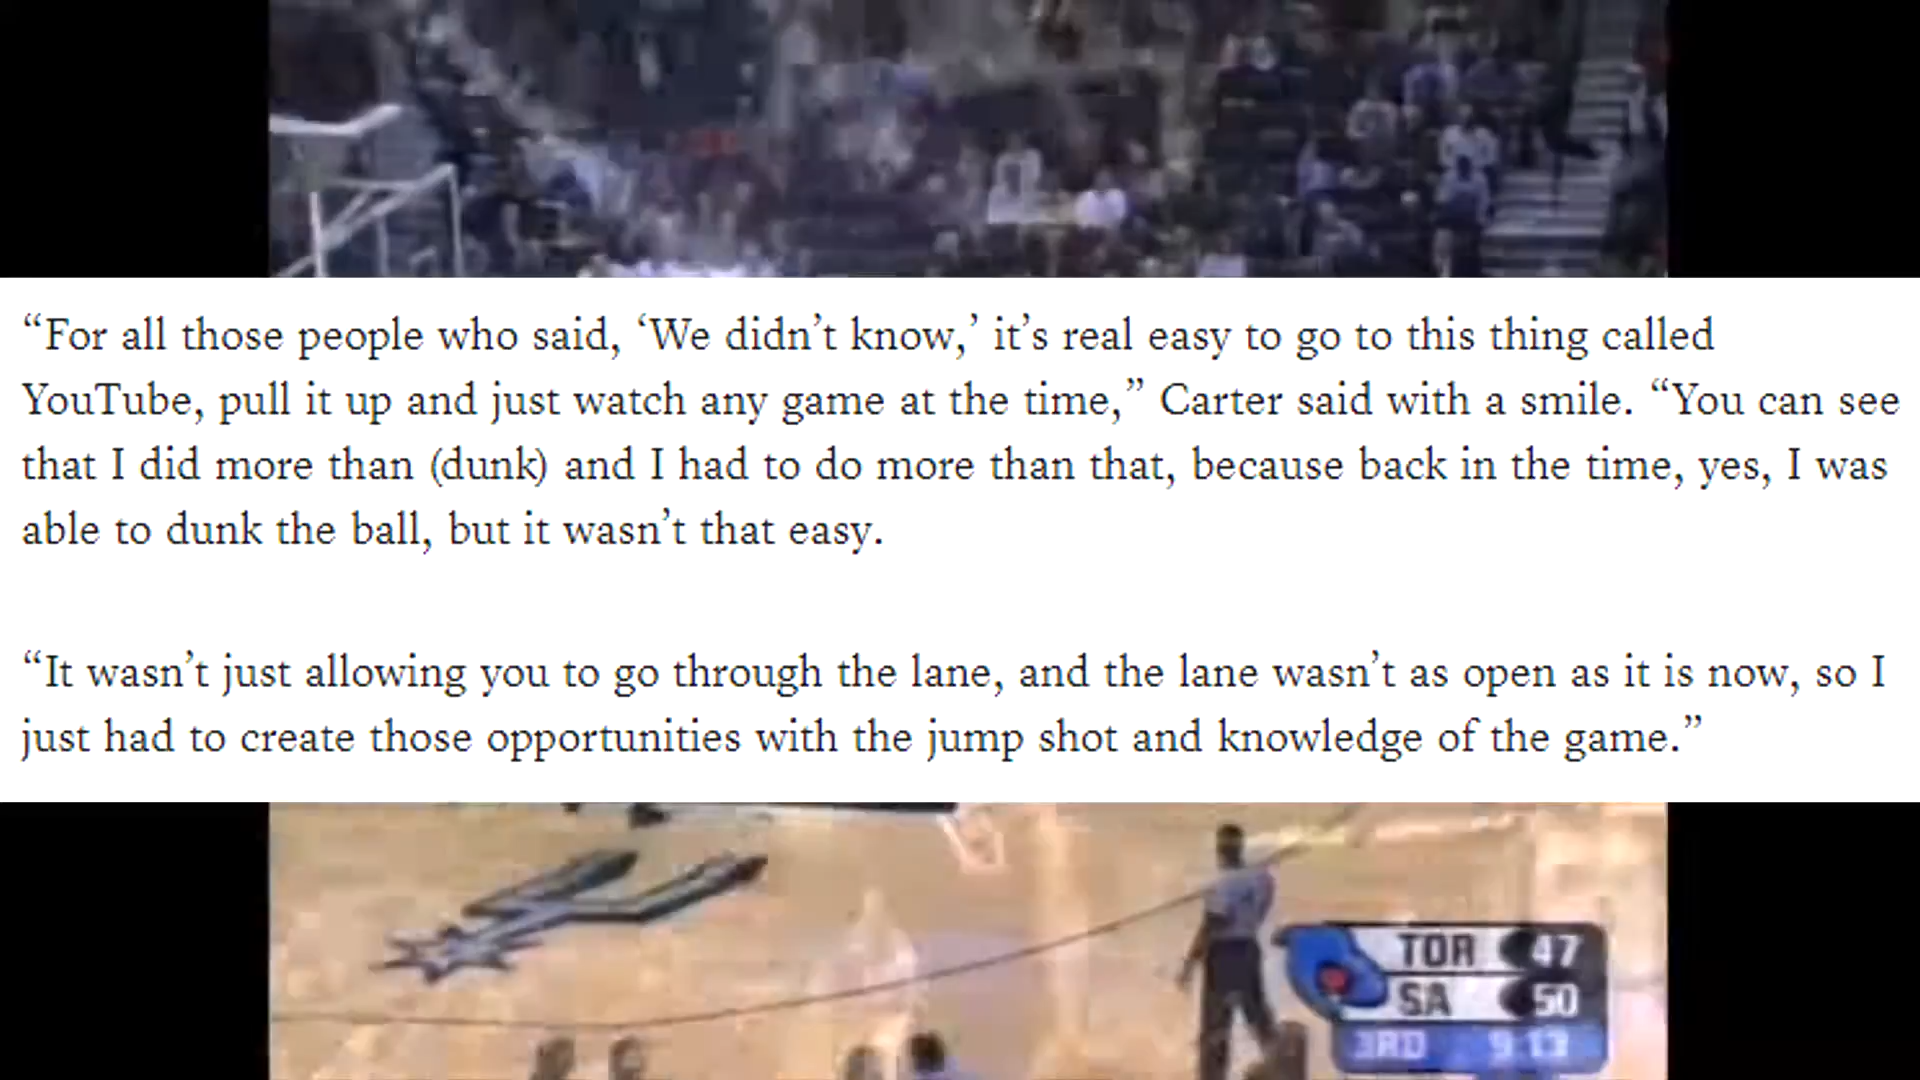 “For all those people who said, ‘We didn’t know,’ it’s real easy to go to this thing called
YouTube, pull it up and just watch any game at the time,” Carter said with a smile. “You can see
that I did more than (dunk) and I had to do more than that, because back in the time, yes, I was
able to dunk the ball, but it wasn’t that easy.
“It wasn’t just allowing you to go through the lane, and the lane wasn’t as open as it is now, so I
just had to create those opportunities with the jump shot and knowledge of the game.”
TOR 47
SA 50
3RD 9:13